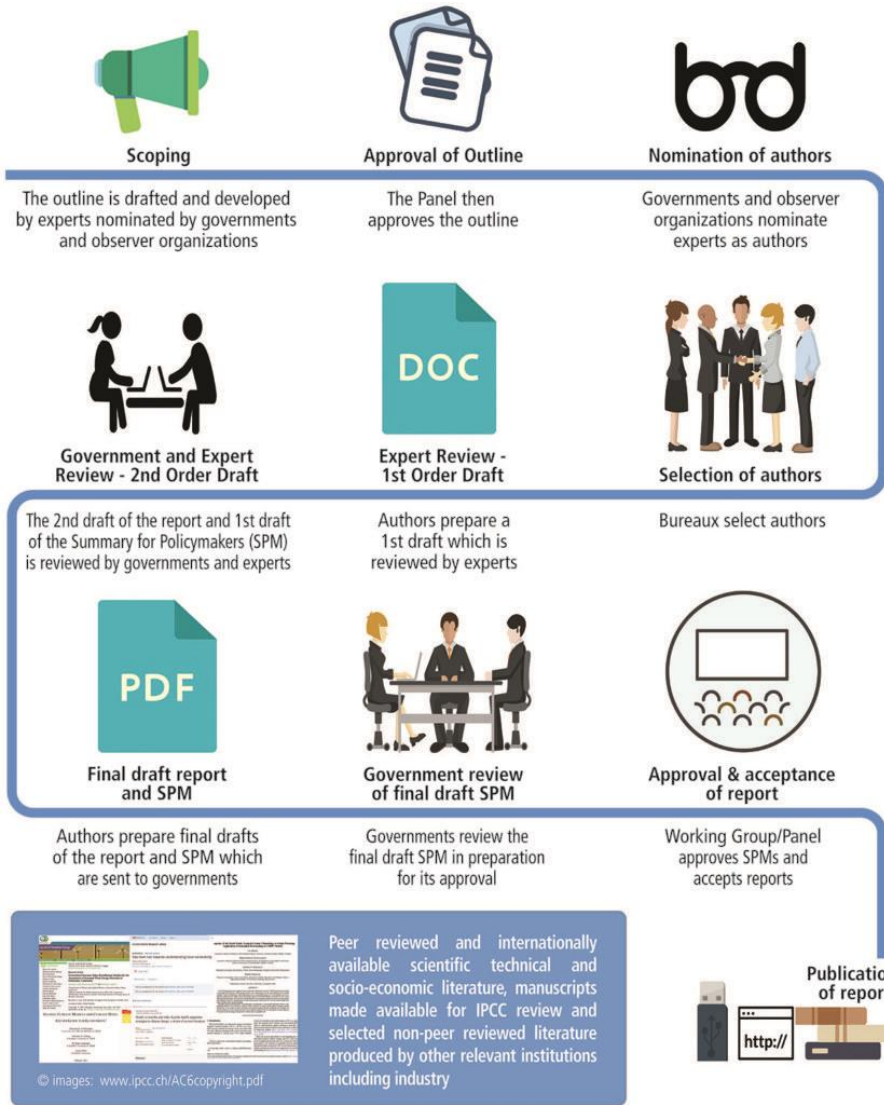 Scoping
Approval of Outline
Nomination of authors
The outline is drafted and developed
by experts nominated by governments
and observer organizations
The Panel then
approves the outline
Governments and observer
organizations nominate
experts as authors
DOC
Government and Expert
Review - 2nd Order Draft
Expert Review -
1st Order Draft
Selection of authors
The 2nd draft of the report and 1st draft
of the Summary for Policymakers (SPM)
is reviewed by governments and experts
Authors prepare a
1st draft which is
reviewed by experts
Bureaux select authors
PDF
Final draft report
and SPM
Government review
of final draft SPM
Approval & acceptance
of report
Authors prepare final drafts
of the report and SPM which
are sent to governments
Governments review the
final draft SPM in preparation
for its approval
Working Group/Panel
approves SPMs and
accepts reports
Peer reviewed and internationally
available scientific technical and
socio-economic literature, manuscripts
made available for IPCC review and
selected non-peer reviewed literature
produced by other relevant institutions
including industry
© images: www.ipcc.ch/AC6copyright.pdf
Publicatio
of repor
http://